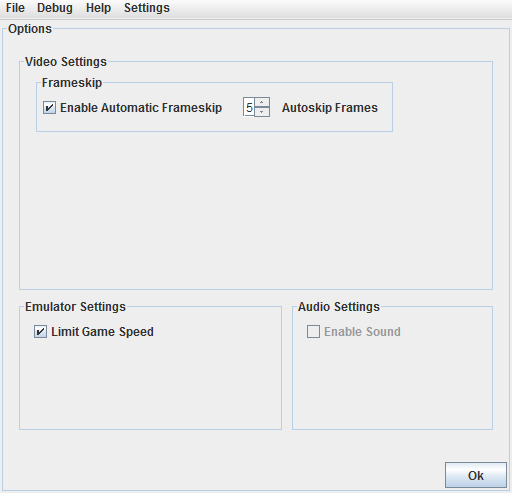 File Debug Help Settings
Options
Video Settings
Frameskip
Enable Automatic Frameskip 5 Autoskip Frames
Emulator Settings
Limit Game Speed
Audio Settings
Enable Sound
Ok